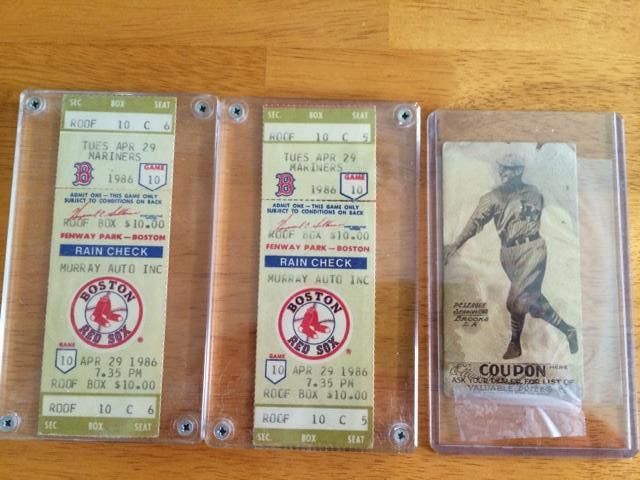 SEC. BOX SEAT
ROOF 10 C 6
TUES APR 29
MARINERS
GAME
B 1986 10
ADMIT ONE — THIS GAME ONLY
SUBJECT TO CONDITIONS ON BACK
ROOF BOX $10.00
FENWAY PARK — BOSTON
RAIN CHECK
MURRAY AUTO INC
BOSTON
RED SOX
GAME
10 APR 29 1986
7.35 PM
ROOF BOX $10.00
ROOF 10 C 6
SEC. BOX SEAT
SEC. BOX SEAT
ROOF 10 C 5
TUES APR 29
MARINERS
GAME
B 1986 10
ADMIT ONE — THIS GAME ONLY
SUBJECT TO CONDITIONS ON BACK
ROOF BOX $10.00
FENWAY PARK — BOSTON
RAIN CHECK
MURRAY AUTO INC
BOSTON
RED SOX
GAME
10 APR 29 1986
7.35 PM
ROOF BOX $10.00
ROOF 10 C 5
SEC. BOX SEAT
P.C. LEAGUE
BROOKS
L A
CUT HERE
COUPON
ASK YOUR DEALER FOR LIST OF
VALUABLE PRIZES